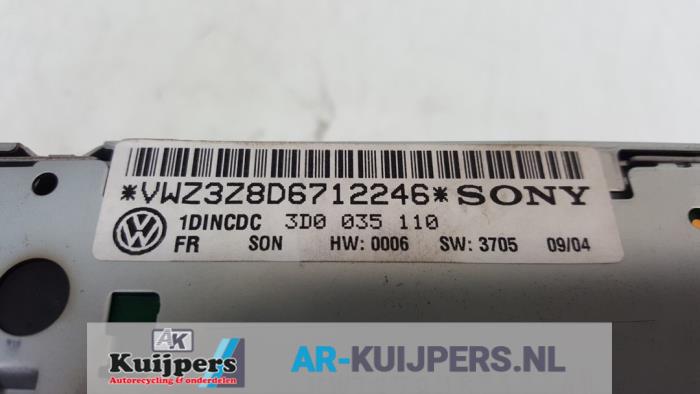 *VWZ3Z8D6712246* SONY
1DINCDC 3D0 035 110
FR SON HW: 0006 SW: 3705 09/04
AK
Kuijpers
Autorecycling & onderdelen
AR-KUIJPERS.NL